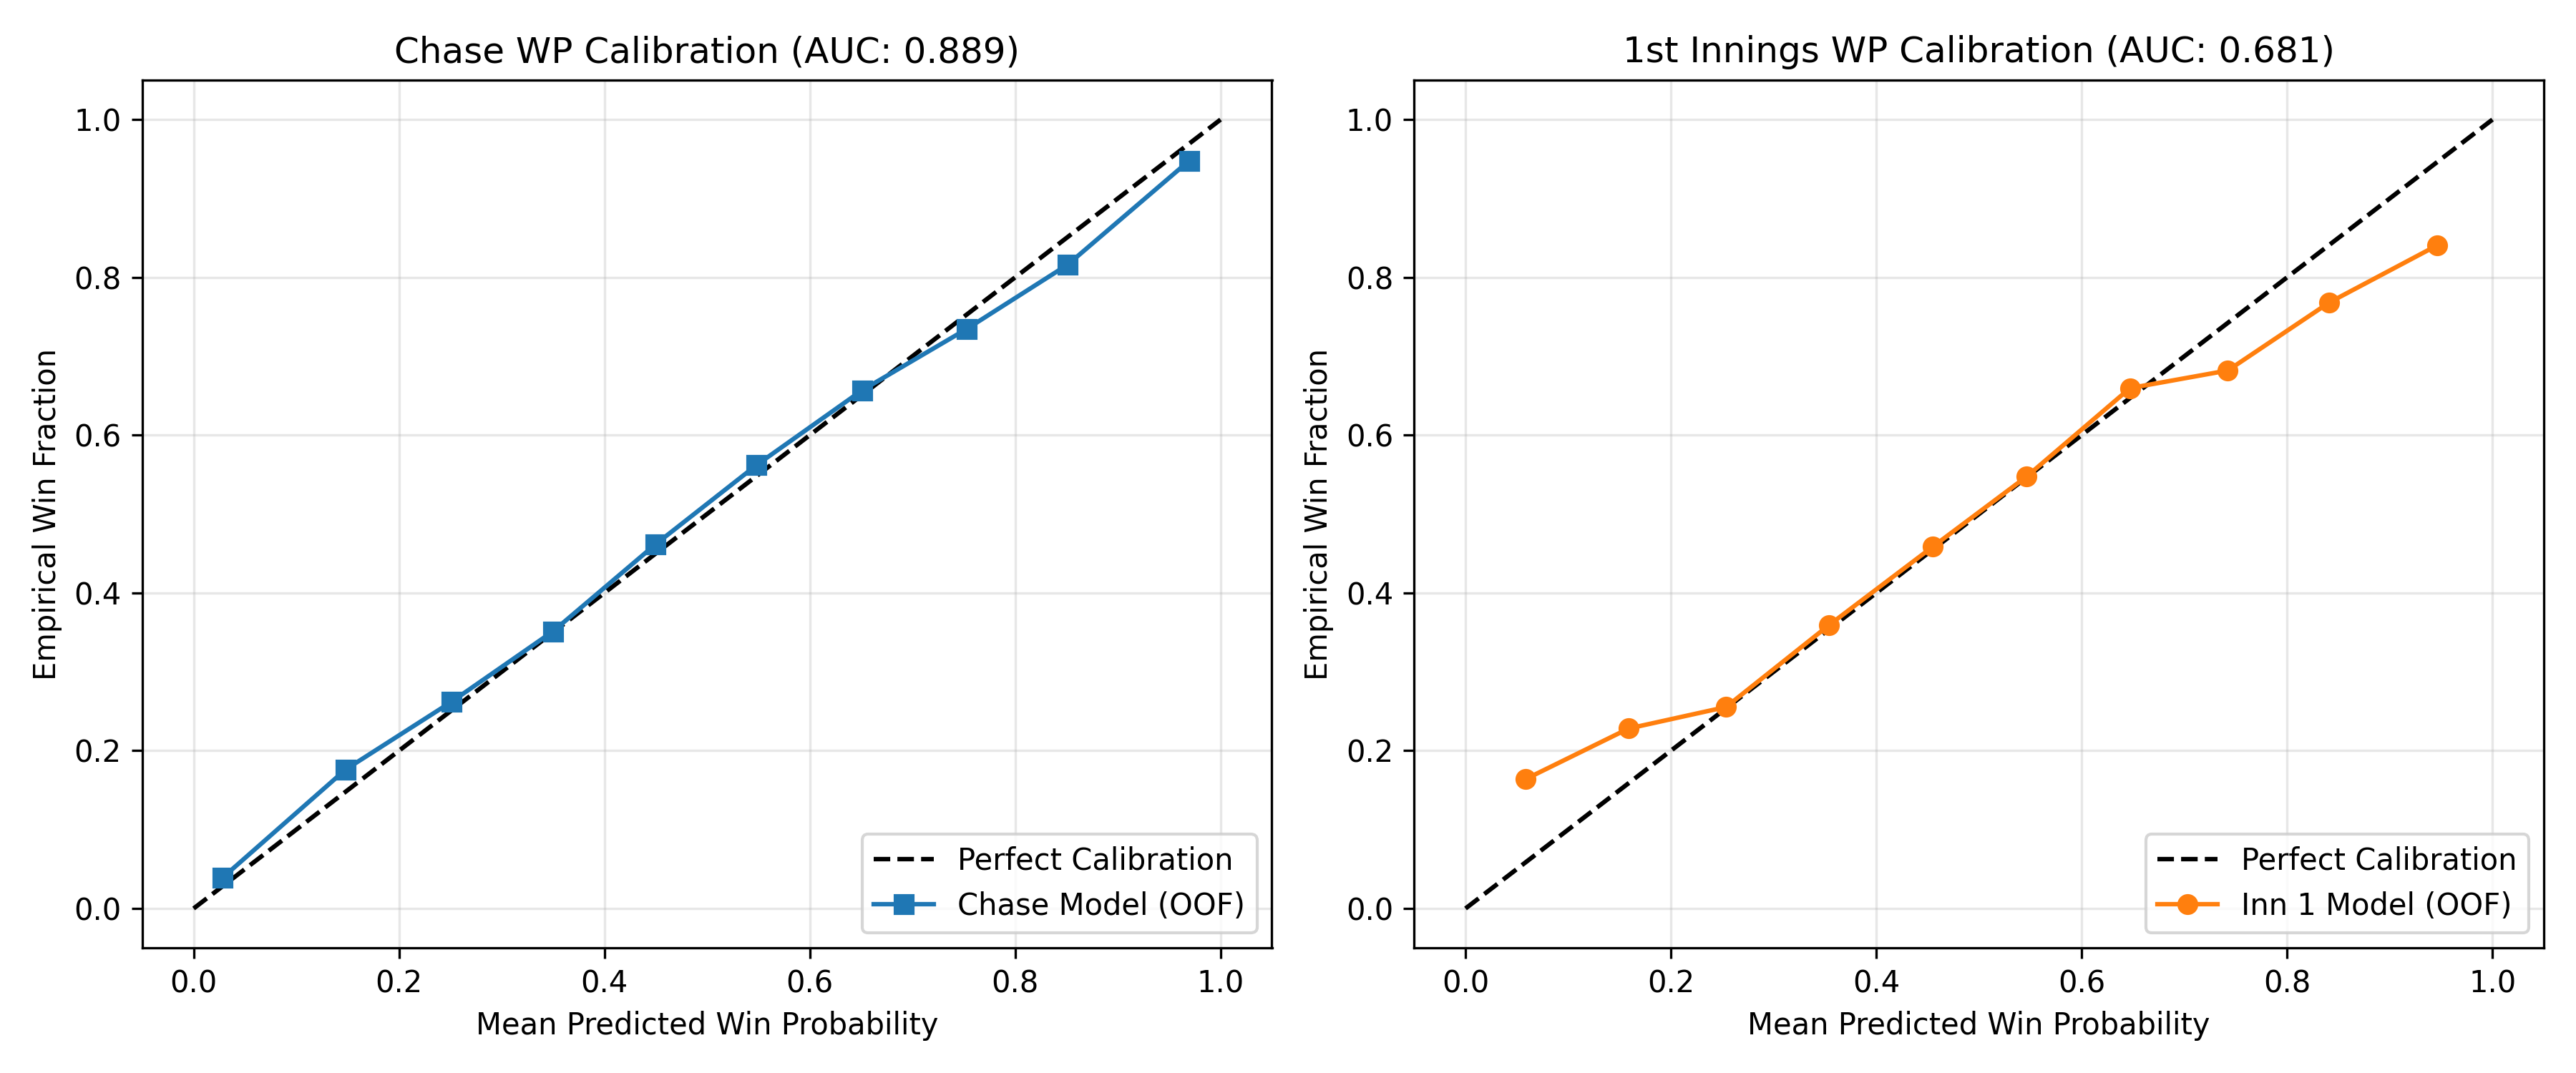 Chase WP Calibration (AUC: 0.889)
Empirical Win Fraction
1.0
0.8
0.6
0.4
0.2
0.0
Perfect Calibration
Chase Model (OOF)
0.0 0.2 0.4 0.6 0.8 1.0
Mean Predicted Win Probability
1st Innings WP Calibration (AUC: 0.681)
Empirical Win Fraction
1.0
0.8
0.6
0.4
0.2
0.0
Perfect Calibration
Inn 1 Model (OOF)
0.0 0.2 0.4 0.6 0.8 1.0
Mean Predicted Win Probability